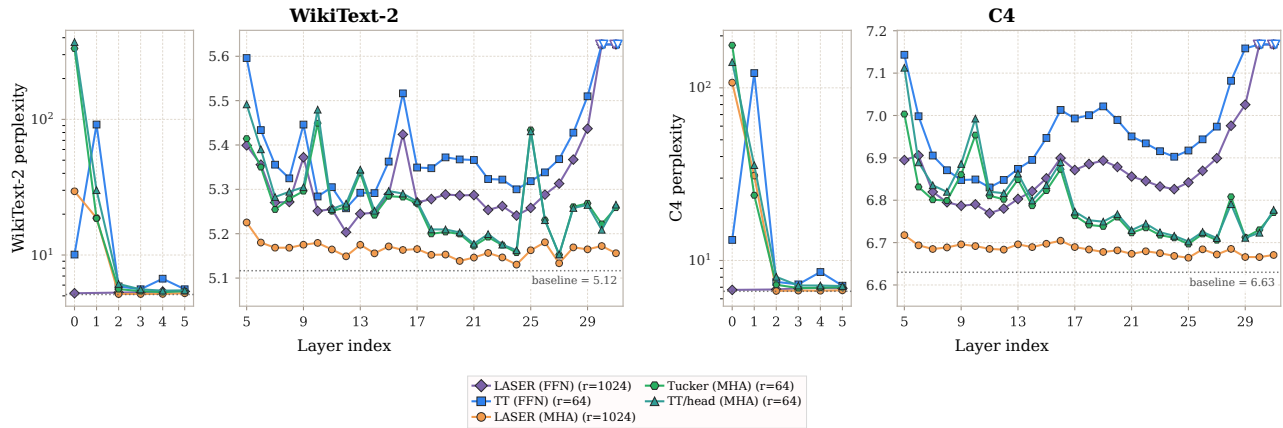 WikiText-2
C4
WikiText-2 perplexity
10²
10¹
0 1 2 3 4 5
5.6
5.5
5.4
5.3
5.2
5.1
baseline = 5.12
5 9 13 17 21 25 29
Layer index
C4 perplexity
10²
10¹
0 1 2 3 4 5
7.2
7.1
7.0
6.9
6.8
6.7
6.6
baseline = 6.63
5 9 13 17 21 25 29
Layer index
LASER (FFN) (r=1024)
TT (FFN) (r=64)
LASER (MHA) (r=1024)
Tucker (MHA) (r=64)
TT/head (MHA) (r=64)